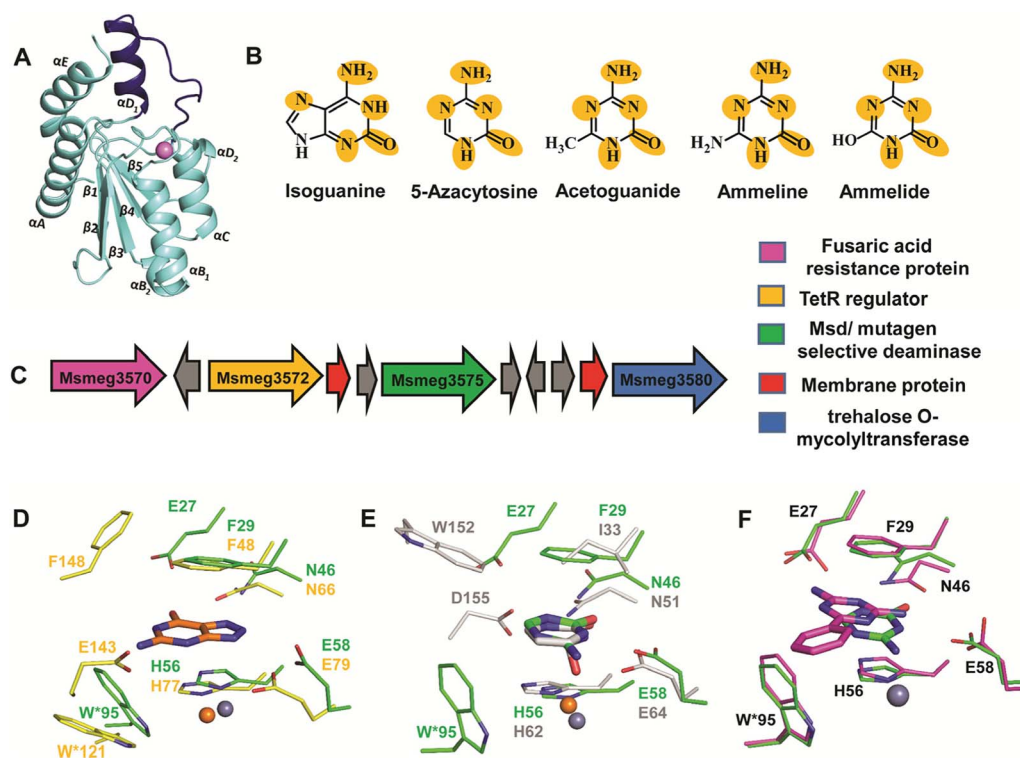 A
αE
αD1
αD2
β5
β1
β4
αA
β2
β3
αC
αB1
αB2
B
NH2
N
NH
N
H
N
O
Isoguanine
NH2
N
N
N
H
O
5-Azacytosine
NH2
N
N
H3C
N
H
O
Acetoguanide
NH2
N
N
H2N
N
H
O
Ammeline
NH2
N
N
HO
N
H
O
Ammelide
Fusaric acid
resistance protein
TetR regulator
Msd/ mutagen
selective deaminase
Membrane protein
trehalose O-
mycolyltransferase
C
Msmeg3570
Msmeg3572
Msmeg3575
Msmeg3580
D
E27
F29
F48
F148
N46
N66
E143
H56
H77
E58
E79
W*95
W*121
E
W152
E27
F29
I33
N46
N51
D155
W*95
H56
H62
E58
E64
F
E27
F29
N46
E58
H56
W*95